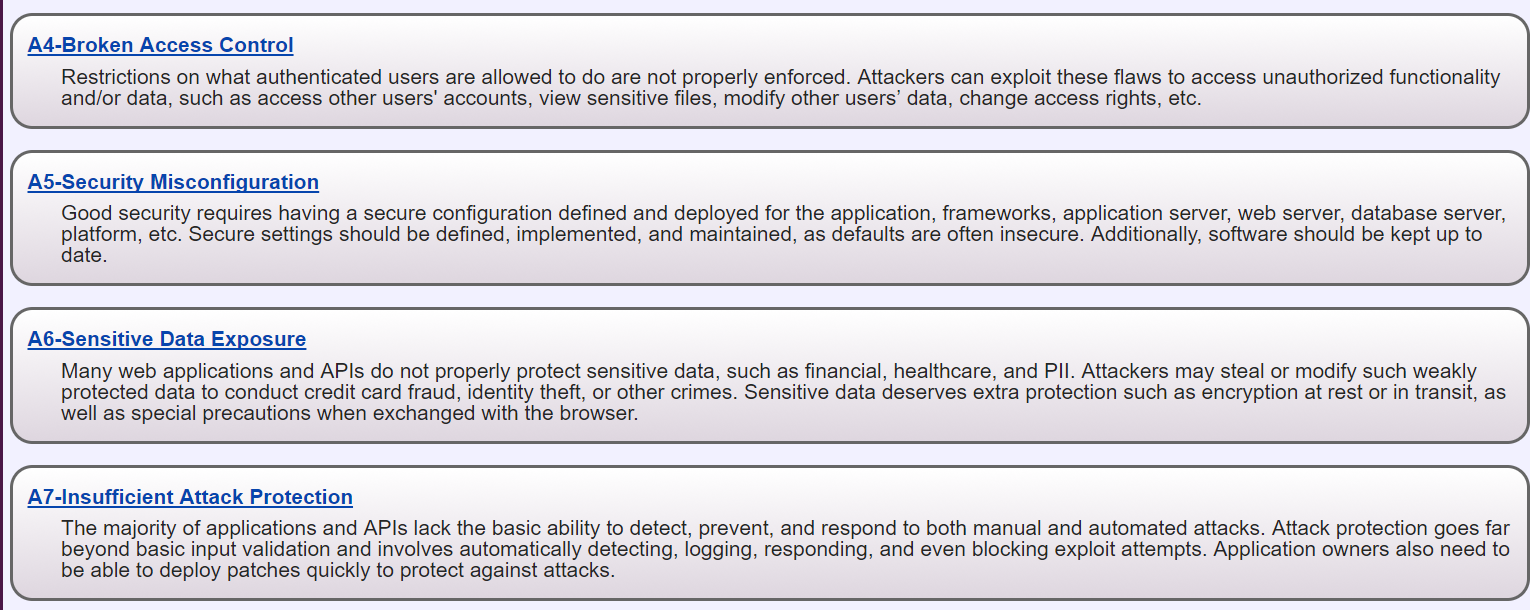 A4-Broken Access Control
Restrictions on what authenticated users are allowed to do are not properly enforced. Attackers can exploit these flaws to access unauthorized functionality
and/or data, such as access other users' accounts, view sensitive files, modify other users’ data, change access rights, etc.
A5-Security Misconfiguration
Good security requires having a secure configuration defined and deployed for the application, frameworks, application server, web server, database server,
platform, etc. Secure settings should be defined, implemented, and maintained, as defaults are often insecure. Additionally, software should be kept up to
date.
A6-Sensitive Data Exposure
Many web applications and APIs do not properly protect sensitive data, such as financial, healthcare, and PII. Attackers may steal or modify such weakly
protected data to conduct credit card fraud, identity theft, or other crimes. Sensitive data deserves extra protection such as encryption at rest or in transit, as
well as special precautions when exchanged with the browser.
A7-Insufficient Attack Protection
The majority of applications and APIs lack the basic ability to detect, prevent, and respond to both manual and automated attacks. Attack protection goes far
beyond basic input validation and involves automatically detecting, logging, responding, and even blocking exploit attempts. Application owners also need to
be able to deploy patches quickly to protect against attacks.